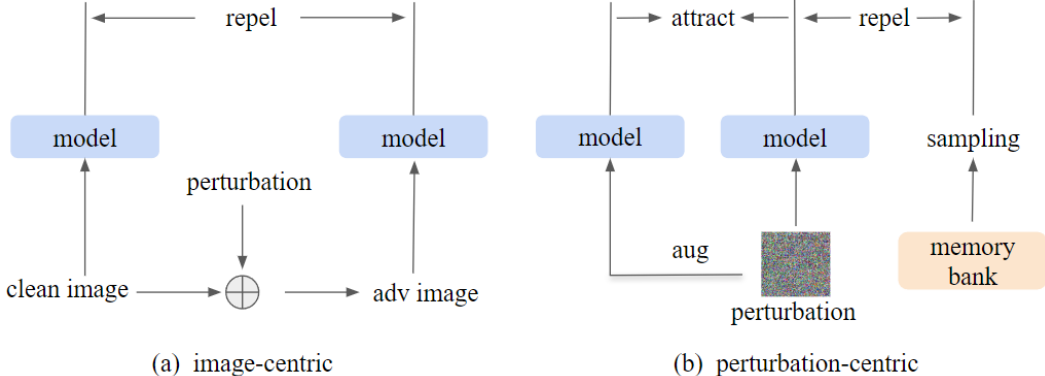 repel
model
model
perturbation
clean image
adv image
(a) image-centric
attract
repel
model
model
sampling
aug
memory
bank
perturbation
(b) perturbation-centric